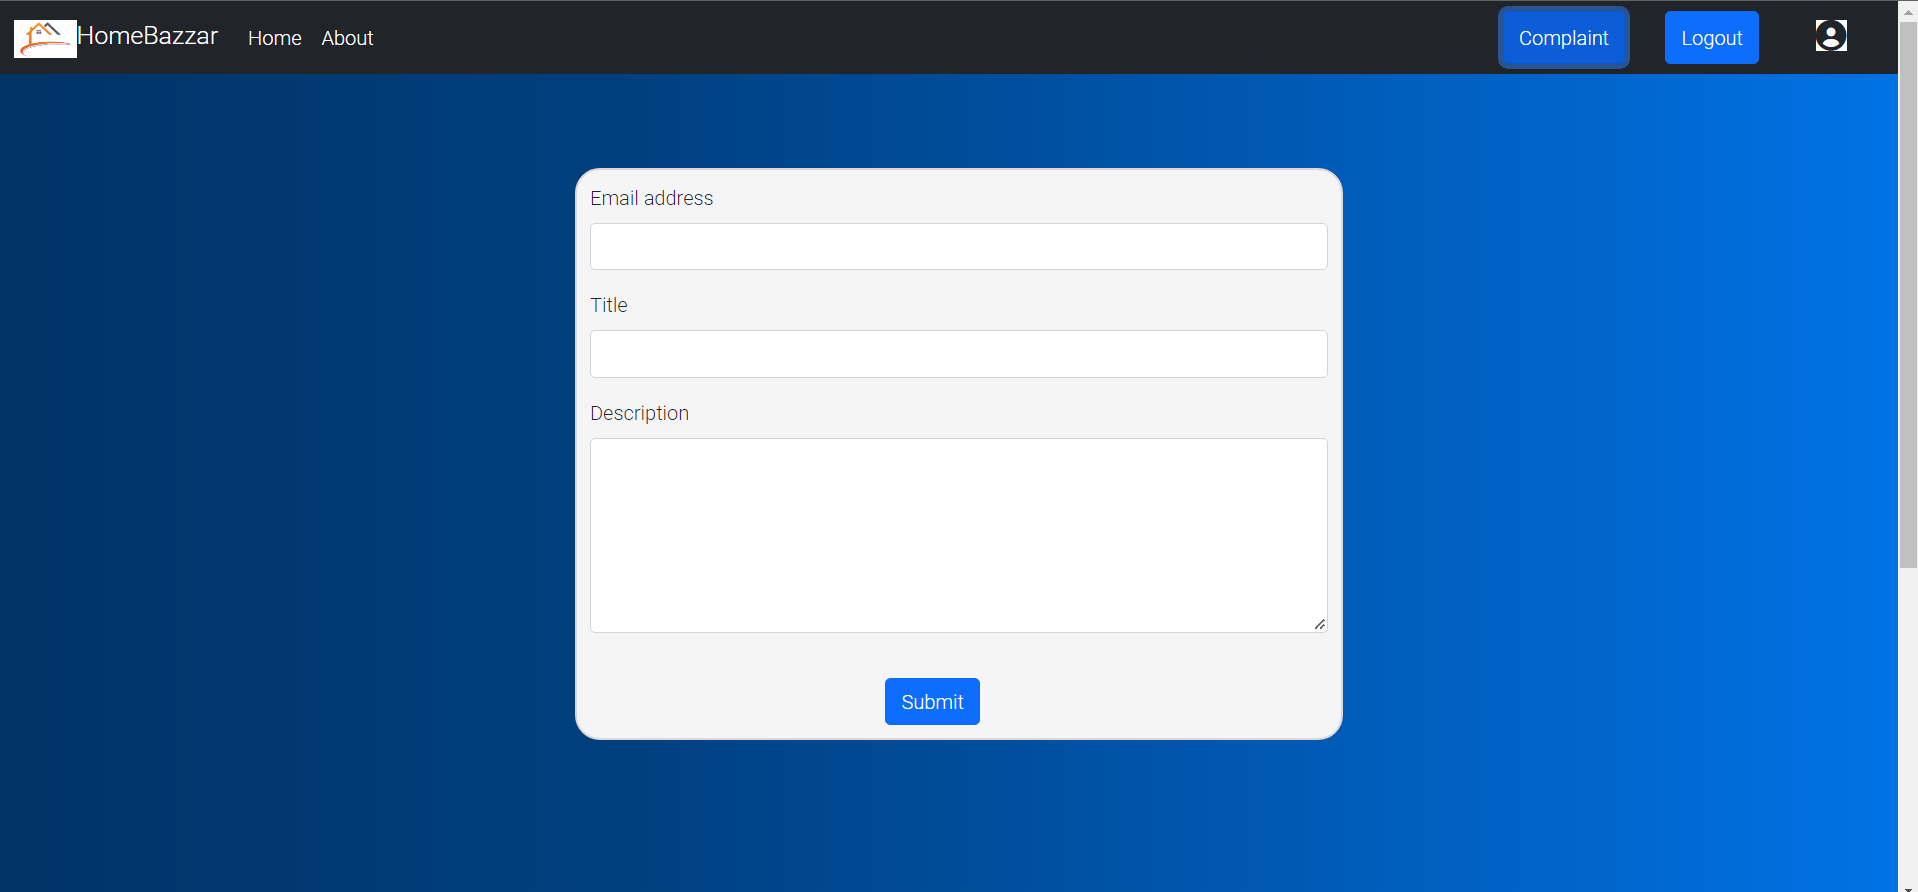 HomeBazzar Home About Complaint Logout
Email address
Title
Description
Submit